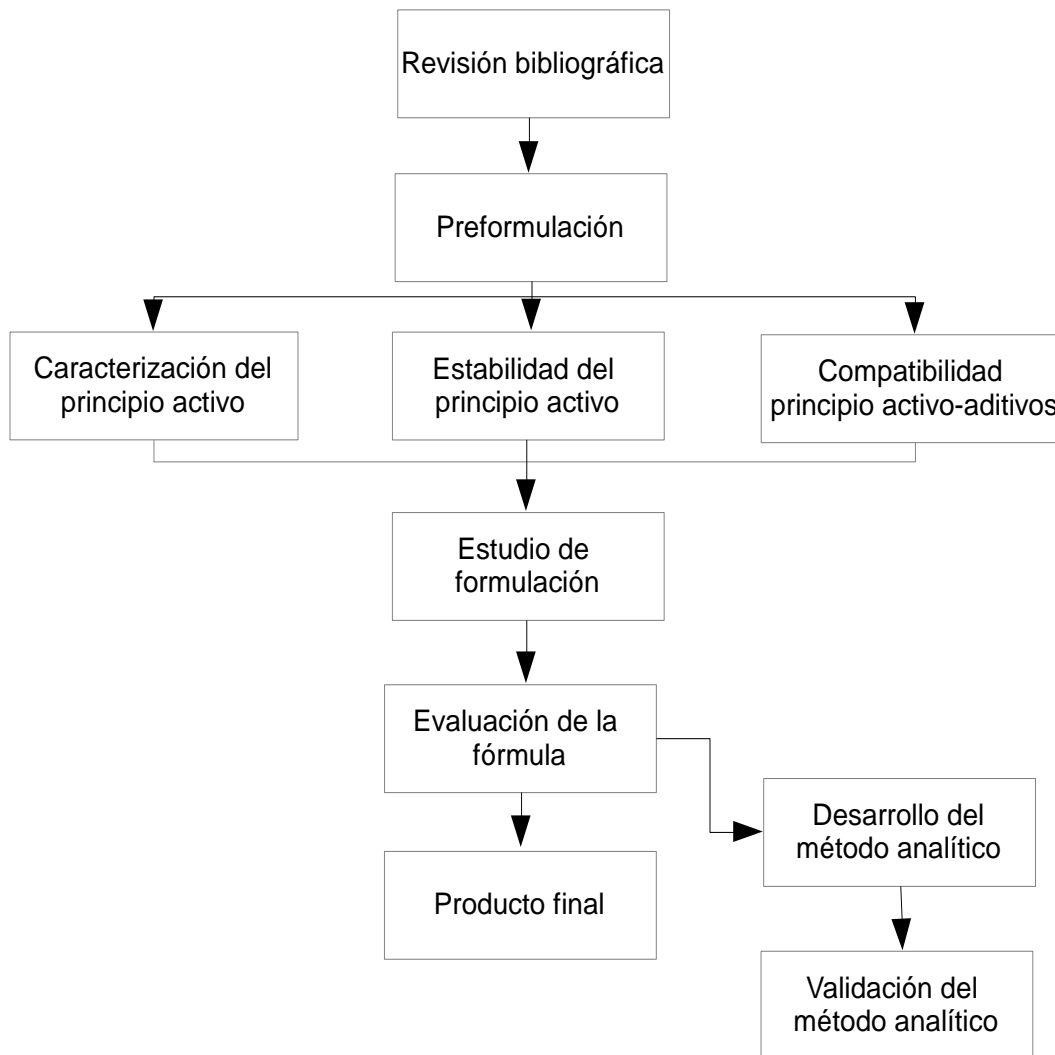 Revisión bibliográfica
Preformulación
Caracterización del
principio activo
Estabilidad del
principio activo
Compatibilidad
principio activo-aditivos
Estudio de
formulación
Evaluación de la
fórmula
Desarrollo del
método analítico
Producto final
Validación del
método analítico